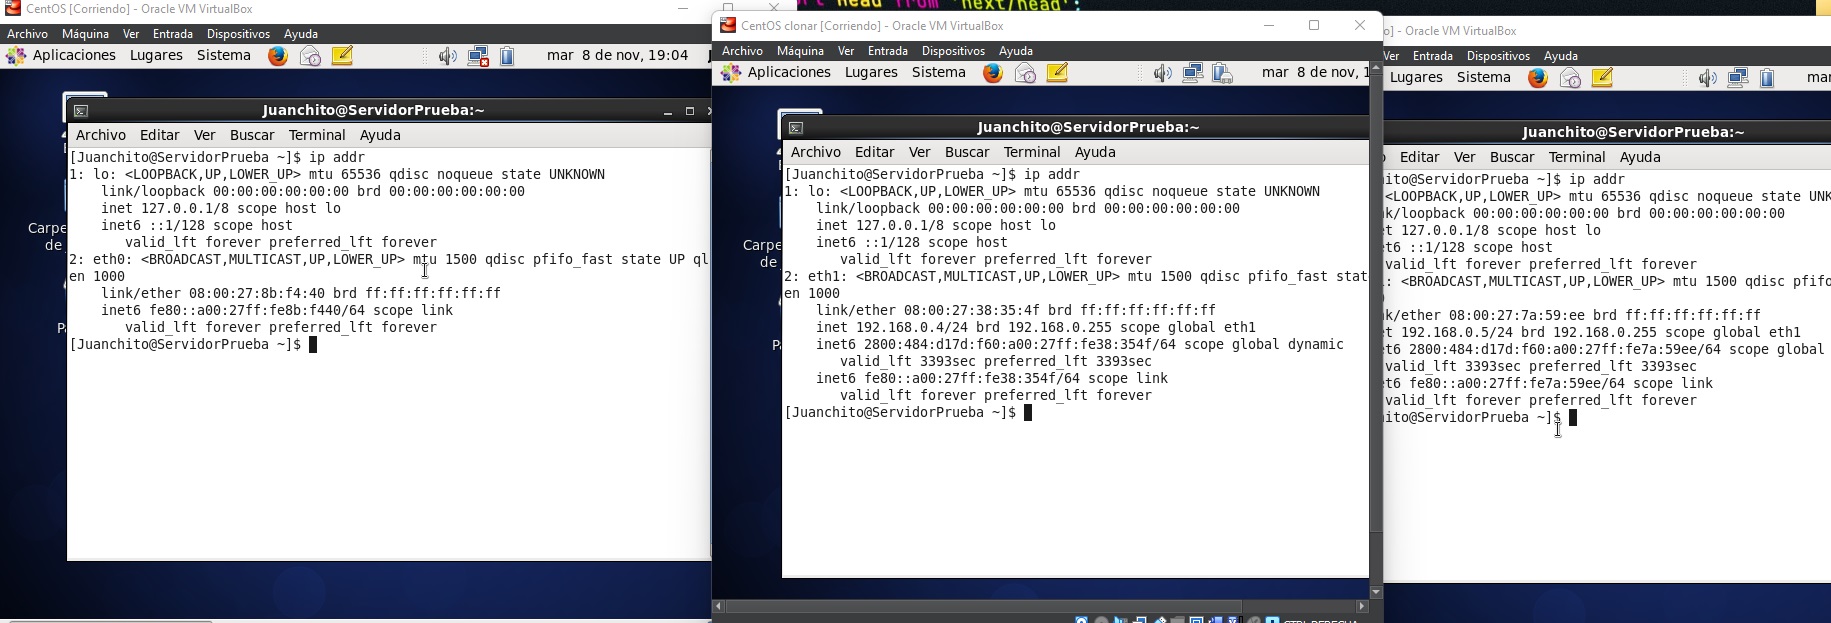 rt head from 'next/head';
CentOS [Corriendo] - Oracle VM VirtualBox
Archivo Máquina Ver Entrada Dispositivos Ayuda
Aplicaciones Lugares Sistema mar 8 de nov, 19:04
Juanchito@ServidorPrueba:~
Archivo Editar Ver Buscar Terminal Ayuda
[Juanchito@ServidorPrueba ~]$ ip addr
1: lo: <LOOPBACK,UP,LOWER_UP> mtu 65536 qdisc noqueue state UNKNOWN
link/loopback 00:00:00:00:00:00 brd 00:00:00:00:00:00
inet 127.0.0.1/8 scope host lo
inet6 ::1/128 scope host
valid_lft forever preferred_lft forever
2: eth0: <BROADCAST,MULTICAST,UP,LOWER_UP> mtu 1500 qdisc pfifo_fast state UP ql
en 1000
link/ether 08:00:27:8b:f4:40 brd ff:ff:ff:ff:ff:ff
inet6 fe80::a00:27ff:fe8b:f440/64 scope link
valid_lft forever preferred_lft forever
[Juanchito@ServidorPrueba ~]$
Carpe
de
CentOS clonar [Corriendo] - Oracle VM VirtualBox
Archivo Máquina Ver Entrada Dispositivos Ayuda
Aplicaciones Lugares Sistema mar 8 de nov, 1
Juanchito@ServidorPrueba:~
Archivo Editar Ver Buscar Terminal Ayuda
[Juanchito@ServidorPrueba ~]$ ip addr
1: lo: <LOOPBACK,UP,LOWER_UP> mtu 65536 qdisc noqueue state UNKNOWN
link/loopback 00:00:00:00:00:00 brd 00:00:00:00:00:00
inet 127.0.0.1/8 scope host lo
inet6 ::1/128 scope host
valid_lft forever preferred_lft forever
2: eth1: <BROADCAST,MULTICAST,UP,LOWER_UP> mtu 1500 qdisc pfifo_fast stat
en 1000
link/ether 08:00:27:38:35:4f brd ff:ff:ff:ff:ff:ff
inet 192.168.0.4/24 brd 192.168.0.255 scope global eth1
inet6 2800:484:d17d:f60:a00:27ff:fe38:354f/64 scope global dynamic
valid_lft 3393sec preferred_lft 3393sec
inet6 fe80::a00:27ff:fe38:354f/64 scope link
valid_lft forever preferred_lft forever
[Juanchito@ServidorPrueba ~]$
Carpe
de
CTRL DERECHA
o] - Oracle VM VirtualBox
Ver Entrada Dispositivos Ayuda
Lugares Sistema mar
Juanchito@ServidorPrueba:~
Editar Ver Buscar Terminal Ayuda
ito@ServidorPrueba ~]$ ip addr
<LOOPBACK,UP,LOWER_UP> mtu 65536 qdisc noqueue state UNK
k/loopback 00:00:00:00:00:00 brd 00:00:00:00:00:00
et 127.0.0.1/8 scope host lo
t6 ::1/128 scope host
valid_lft forever preferred_lft forever
: <BROADCAST,MULTICAST,UP,LOWER_UP> mtu 1500 qdisc pfifo
k/ether 08:00:27:7a:59:ee brd ff:ff:ff:ff:ff:ff
et 192.168.0.5/24 brd 192.168.0.255 scope global eth1
t6 2800:484:d17d:f60:a00:27ff:fe7a:59ee/64 scope global
valid_lft 3393sec preferred_lft 3393sec
t6 fe80::a00:27ff:fe7a:59ee/64 scope link
valid_lft forever preferred_lft forever
ito@ServidorPrueba ~]$